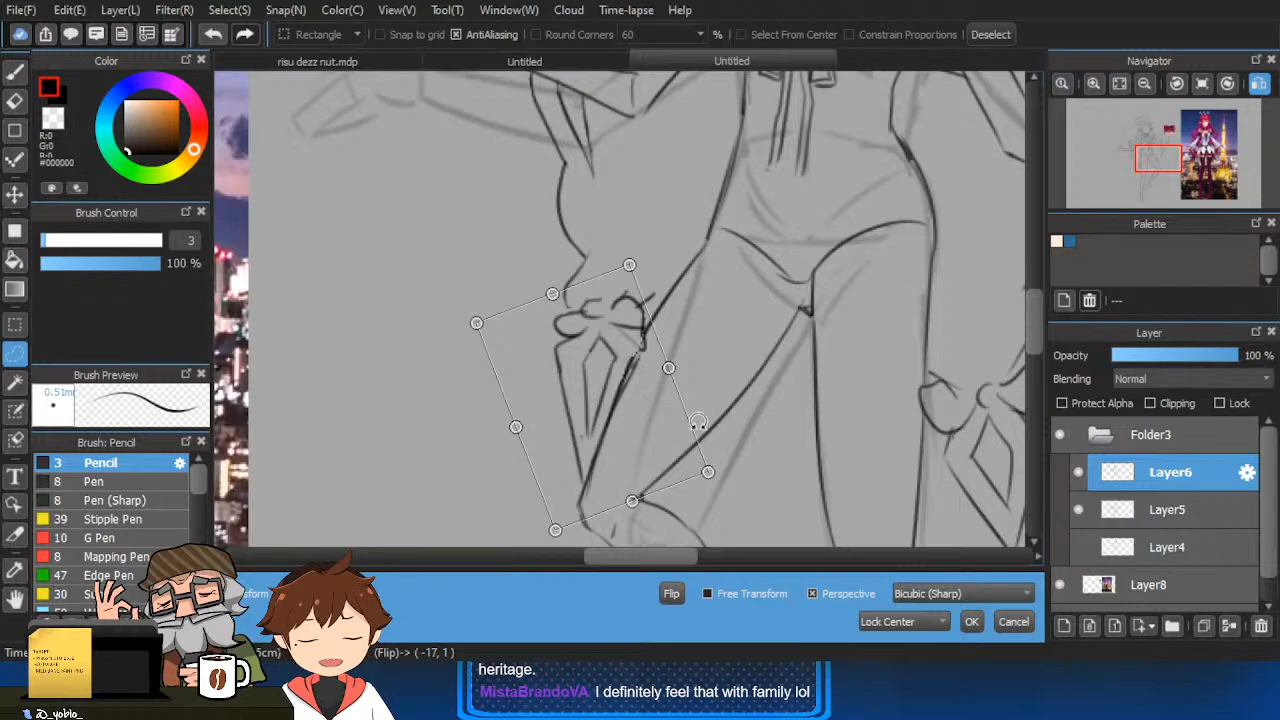 File(F) Edit(E) Layer(L) Filter(R) Select(S) Snap(N) Color(C) View(V) Tool(T) Window(W) Cloud Time-lapse Help
Rectangle Snap to grid AntiAliasing Round Corners 60 % Select From Center Constrain Proportions Deselect
Color
risu dezz nut.mdp Untitled Untitled
Navigator
R:0
G:0
B:0
#000000
Brush Control
3
100 %
Palette
---
Layer
Opacity 100 %
Blending Normal
Protect Alpha Clipping Lock
Folder3
Layer6
Layer5
Layer4
Layer8
Brush Preview
0.51m
Brush: Pencil
3 Pencil
8 Pen
8 Pen (Sharp)
39 Stipple Pen
10 G Pen
8 Mapping Pen
47 Edge Pen
30
Flip Free Transform Perspective Bicubic (Sharp)
Lock Center OK Cancel
(Flip)-> ( -17, 1 )
heritage.
MistaBrandoVA I definitely feel that with family lol